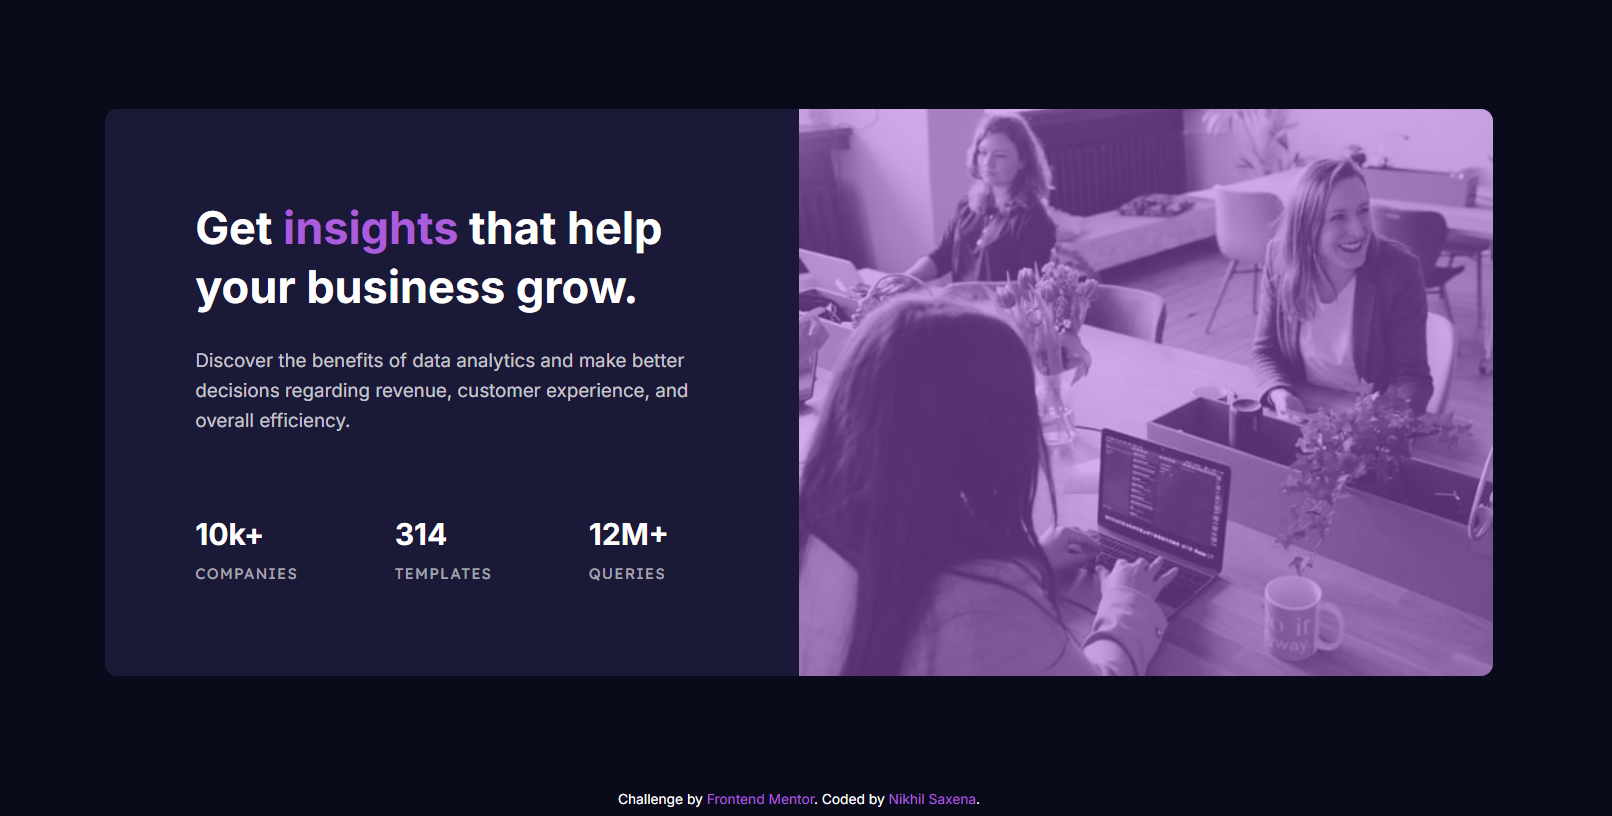 Get insights that help
your business grow.
Discover the benefits of data analytics and make better
decisions regarding revenue, customer experience, and
overall efficiency.
10k+ 314 12M+
COMPANIES TEMPLATES QUERIES
it
way.
Challenge by Frontend Mentor. Coded by Nikhil Saxena.